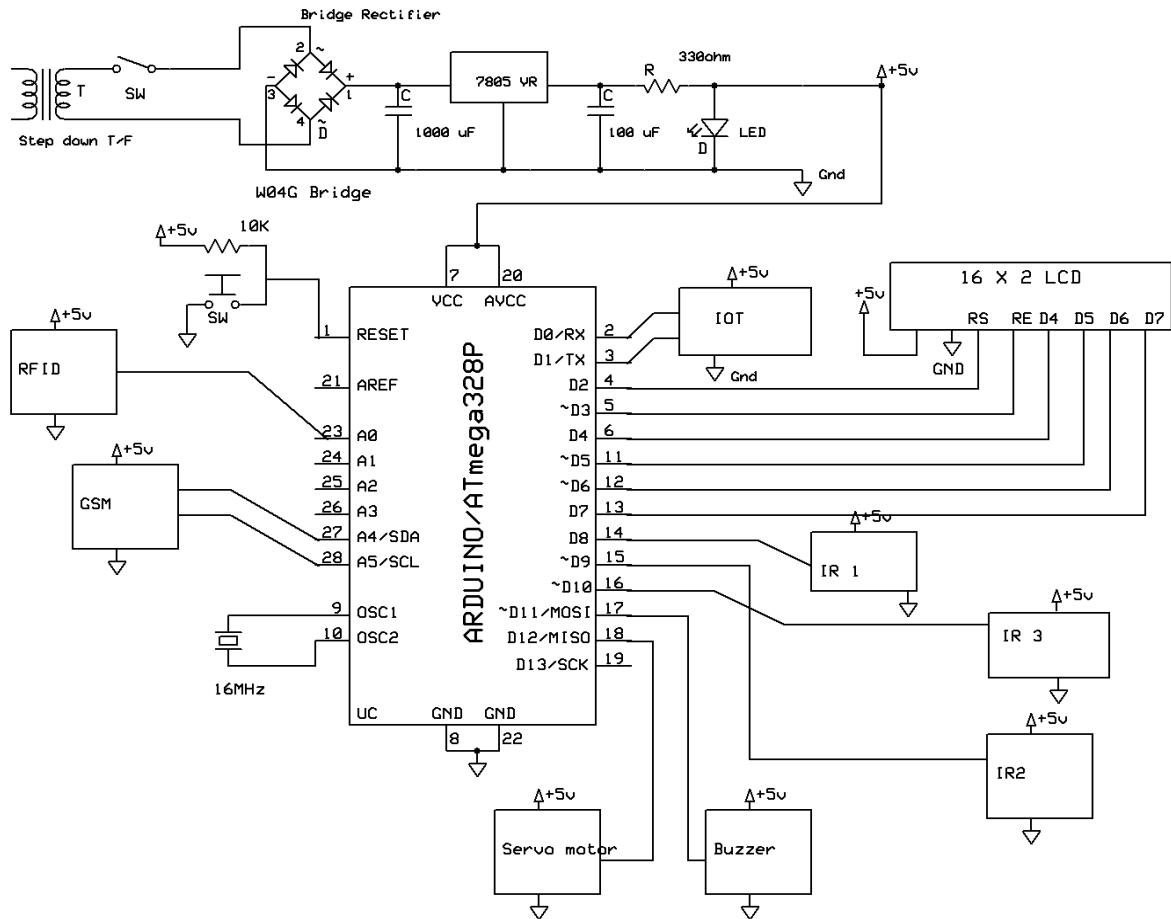 Bridge Rectifier
2 ~
- +
3 1
4 ~
D
T
SW
Step down T/F
W04G Bridge
C
1000 uF
7805 VR
C
100 uF
330ohm
R
LED
D
+5v
Gnd
10K
+5v
SW
7 20
VCC AVCC
ARDUINO/ATmega328P
1 RESET
21 AREF
23 A0
24 A1
25 A2
26 A3
27 A4/SDA
28 A5/SCL
9 OSC1
10 OSC2
UC
GND GND
8 22
D0/RX 2
D1/TX 3
D2 4
~D3 5
D4 6
~D5 11
~D6 12
D7 13
D8 14
~D9 15
~D10 16
~D11/MOSI 17
D12/MISO 18
D13/SCK 19
+5v
RFID
+5v
GSM
16MHz
+5v
IOT
Gnd
16 X 2 LCD
+5v
RS RE D4 D5 D6 D7
GND
+5v
IR 1
+5v
IR 3
+5v
IR2
+5v
Servo motor
+5v
Buzzer